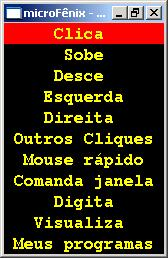 microFênix - ...
Clica
Sobe
Desce
Esquerda
Direita
Outros Cliques
Mouse rápido
Comanda janela
Digita
Visualiza
Meus programas